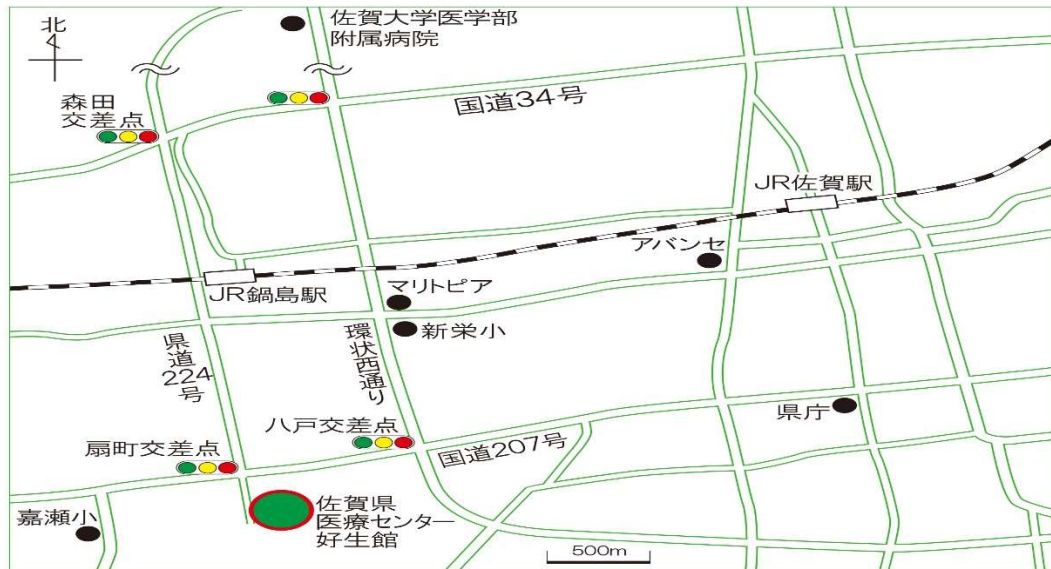 北
佐賀大学医学部
附属病院
森田
交差点
国道34号
JR佐賀駅
アバンセ
JR鍋島駅
マリトピア
新栄小
県道224号
環状西通り
県庁
八戸交差点
国道207号
扇町交差点
嘉瀬小
佐賀県
医療センター
好生館
500m